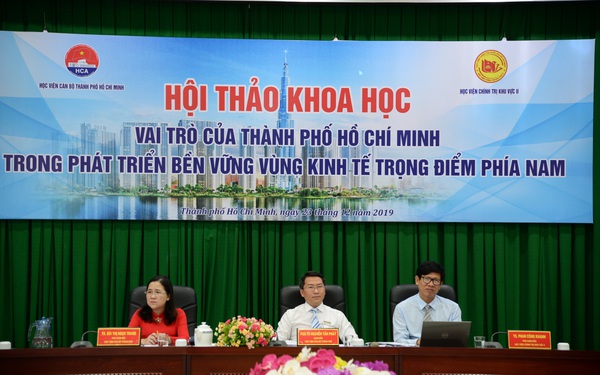 HCA
HỌC VIỆN CÁN BỘ THÀNH PHỐ HỒ CHÍ MINH
HỌC VIỆN CHÍNH TRỊ KHU VỰC II
HỘI THẢO KHOA HỌC
VAI TRÒ CỦA THÀNH PHỐ HỒ CHÍ MINH
TRONG PHÁT TRIỂN BỀN VỮNG VÙNG KINH TẾ TRỌNG ĐIỂM PHÍA NAM
Thành phố Hồ Chí Minh, ngày 23 tháng 12 năm 2019